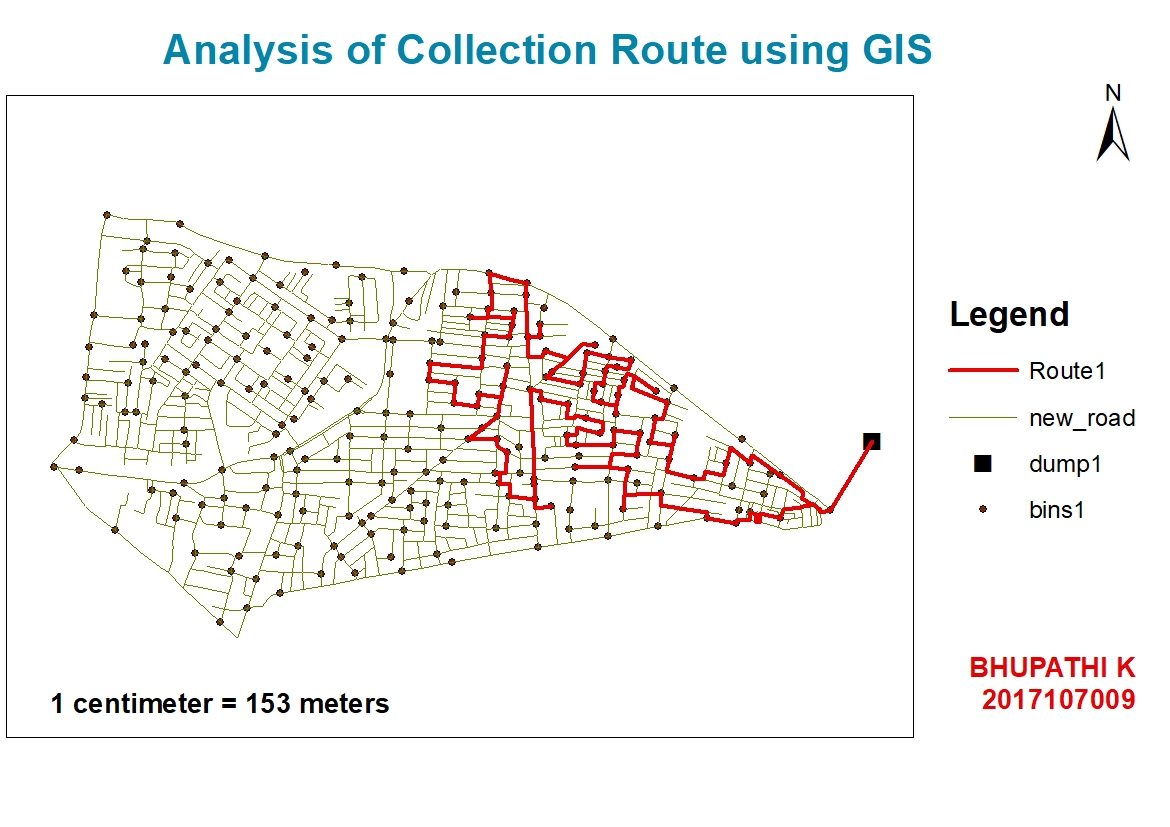 Analysis of Collection Route using GIS
N
Legend
Route1
new_road
dump1
bins1
BHUPATHI K
2017107009
1 centimeter = 153 meters